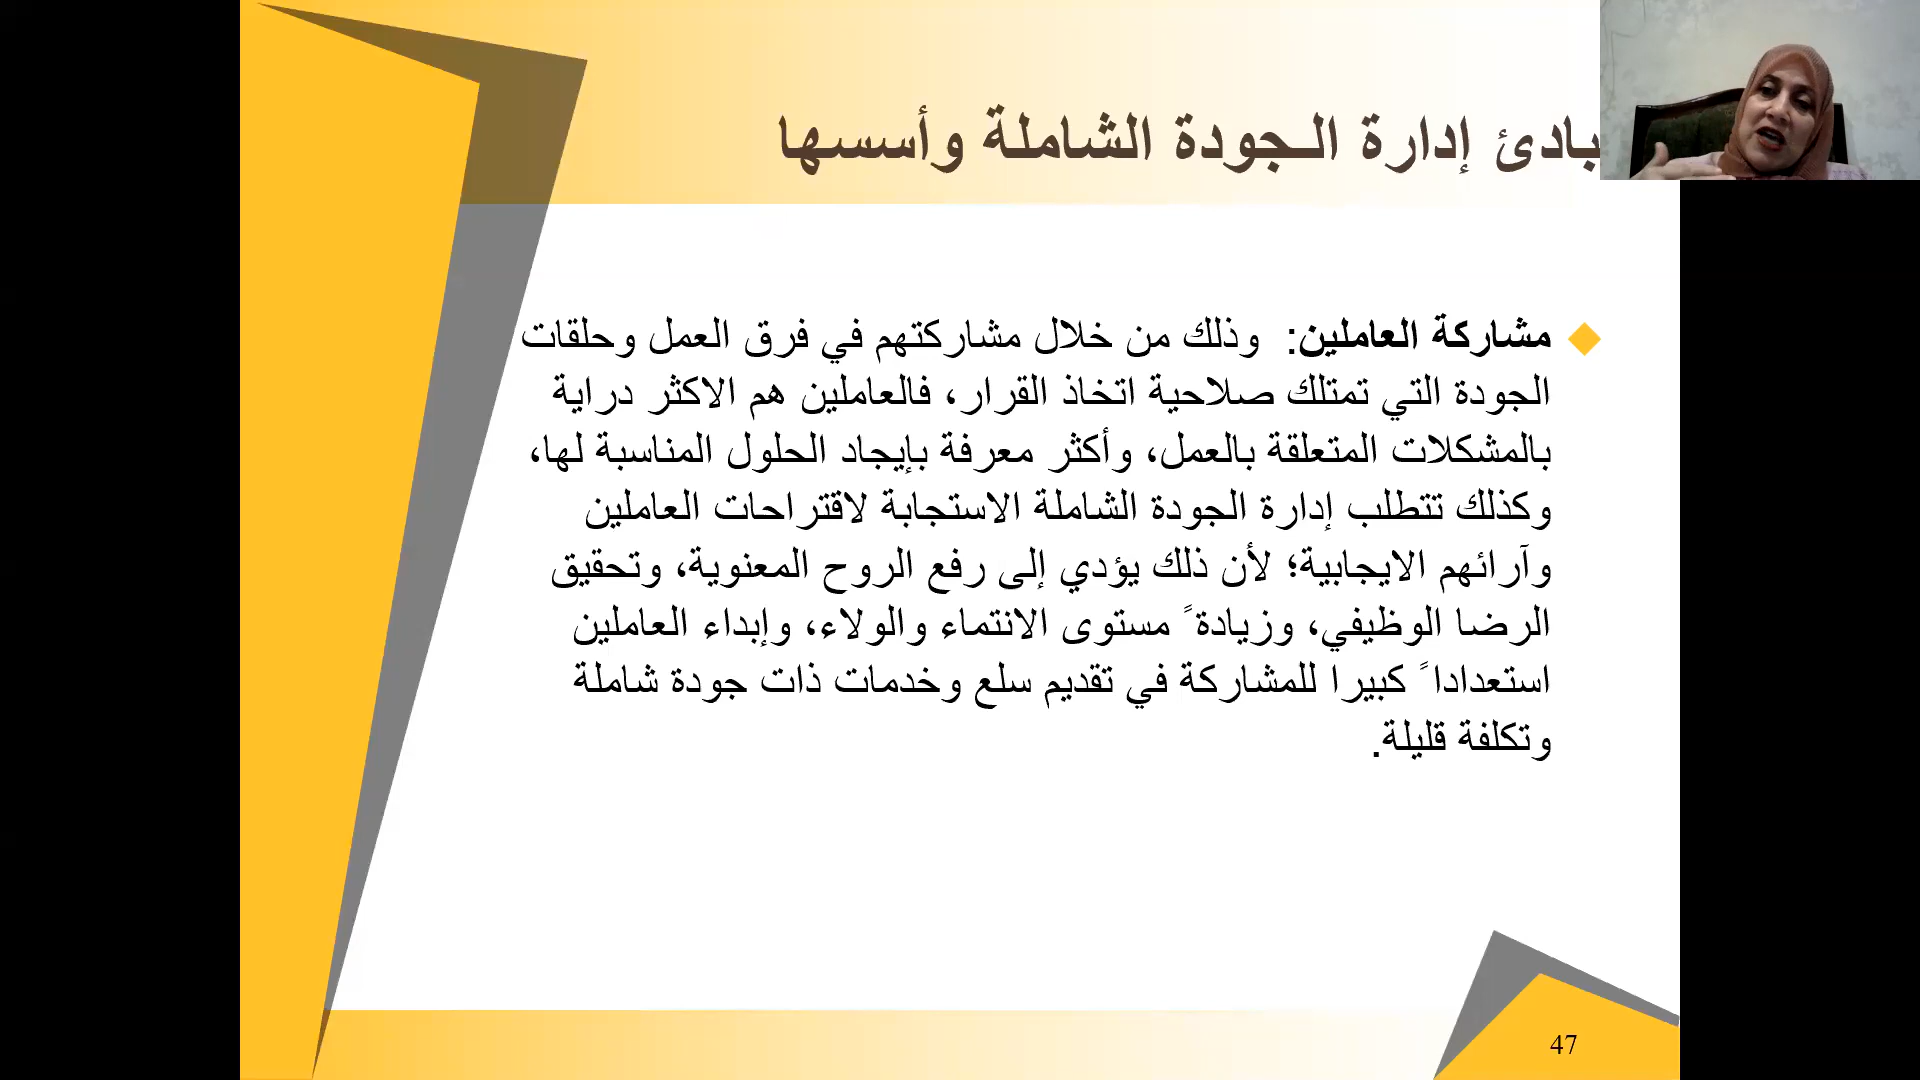 بادئ إدارة الـجودة الشاملة وأسسها
مشاركة العاملين: وذلك من خلال مشاركتهم في فرق العمل وحلقات
الجودة التي تمتلك صلاحية اتخاذ القرار، فالعاملين هم الاكثر دراية
بالمشكلات المتعلقة بالعمل، وأكثر معرفة بإيجاد الحلول المناسبة لها،
وكذلك تتطلب إدارة الجودة الشاملة الاستجابة لاقتراحات العاملين
وآرائهم الايجابية؛ لأن ذلك يؤدي إلى رفع الروح المعنوية، وتحقيق
الرضا الوظيفي، وزيادة ً مستوى الانتماء والولاء، وإبداء العاملين
استعدادا ً كبيرا للمشاركة في تقديم سلع وخدمات ذات جودة شاملة
وتكلفة قليلة.
47